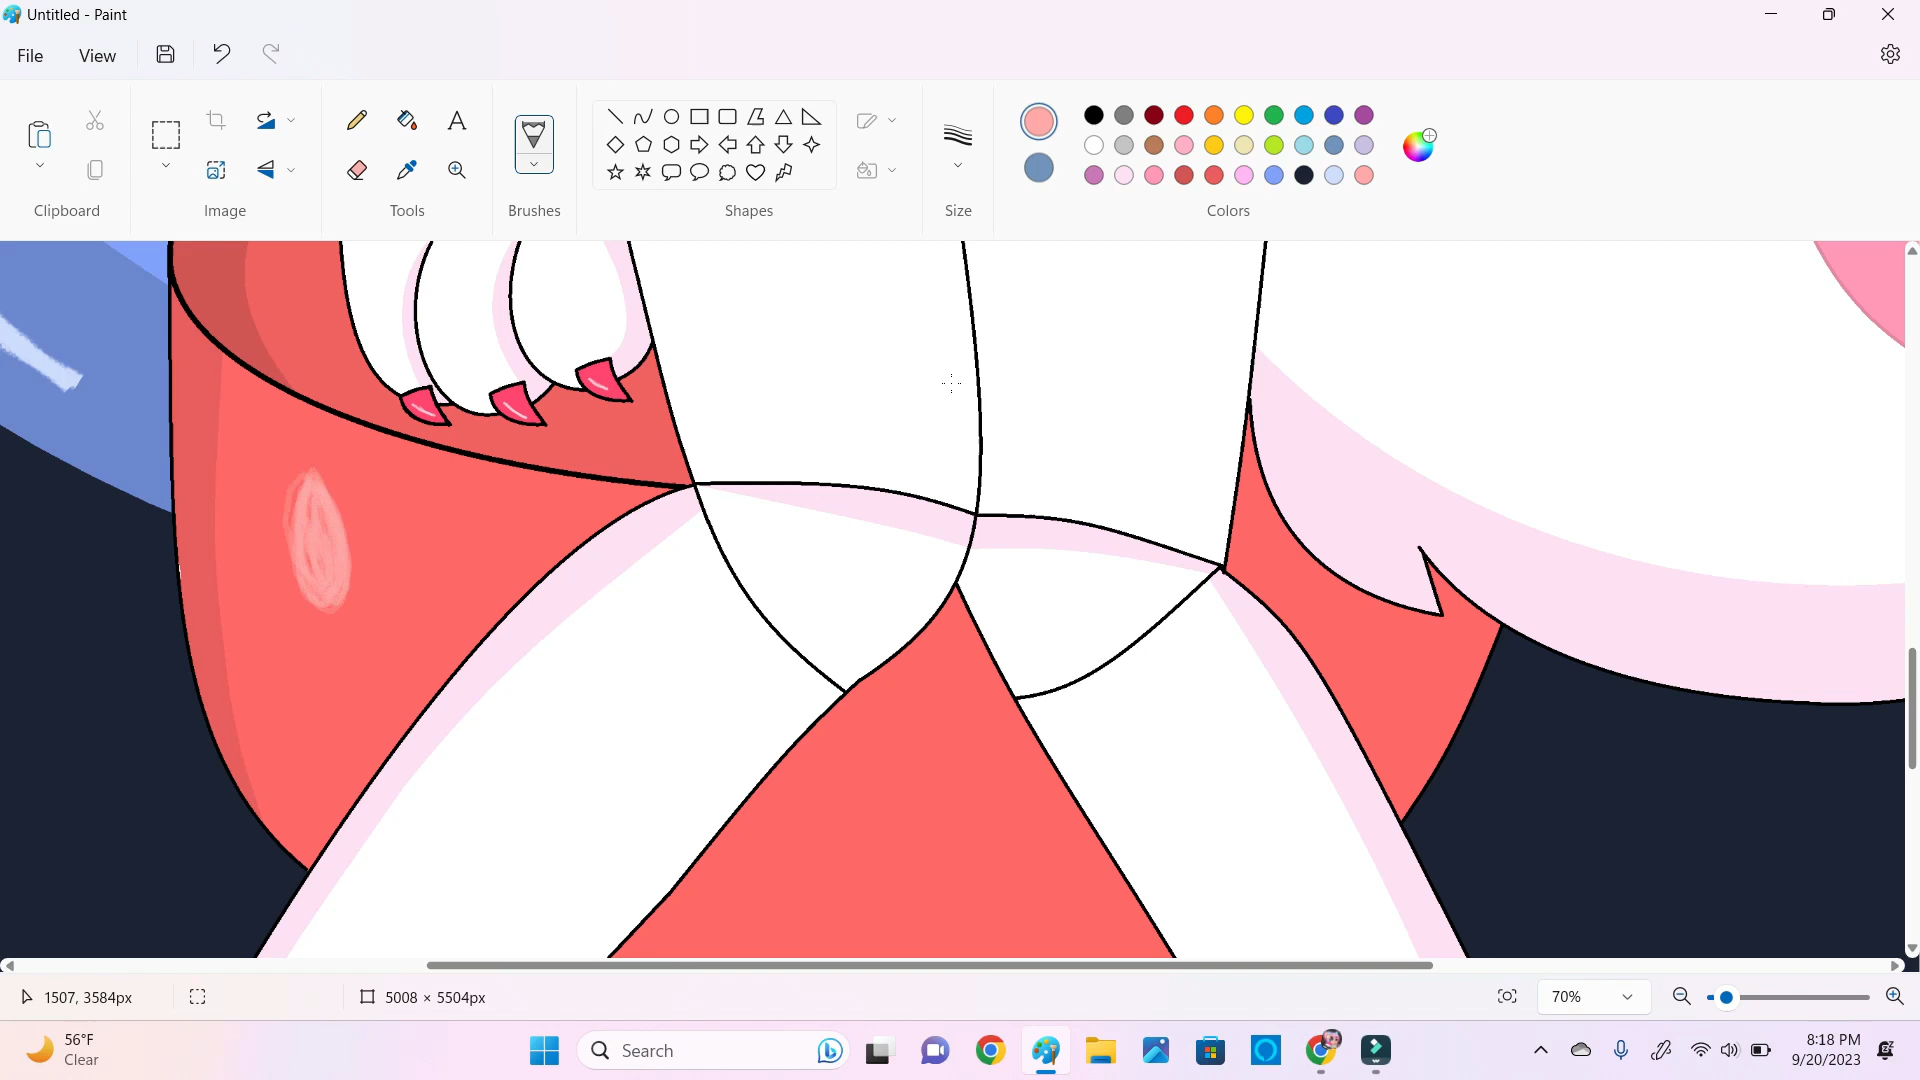 Untitled - Paint
File View
Clipboard Image Tools Brushes Shapes Size Colors
1507, 3584px 5008 × 5504px 70%
56°F
Clear
Search
8:18 PM
9/20/2023